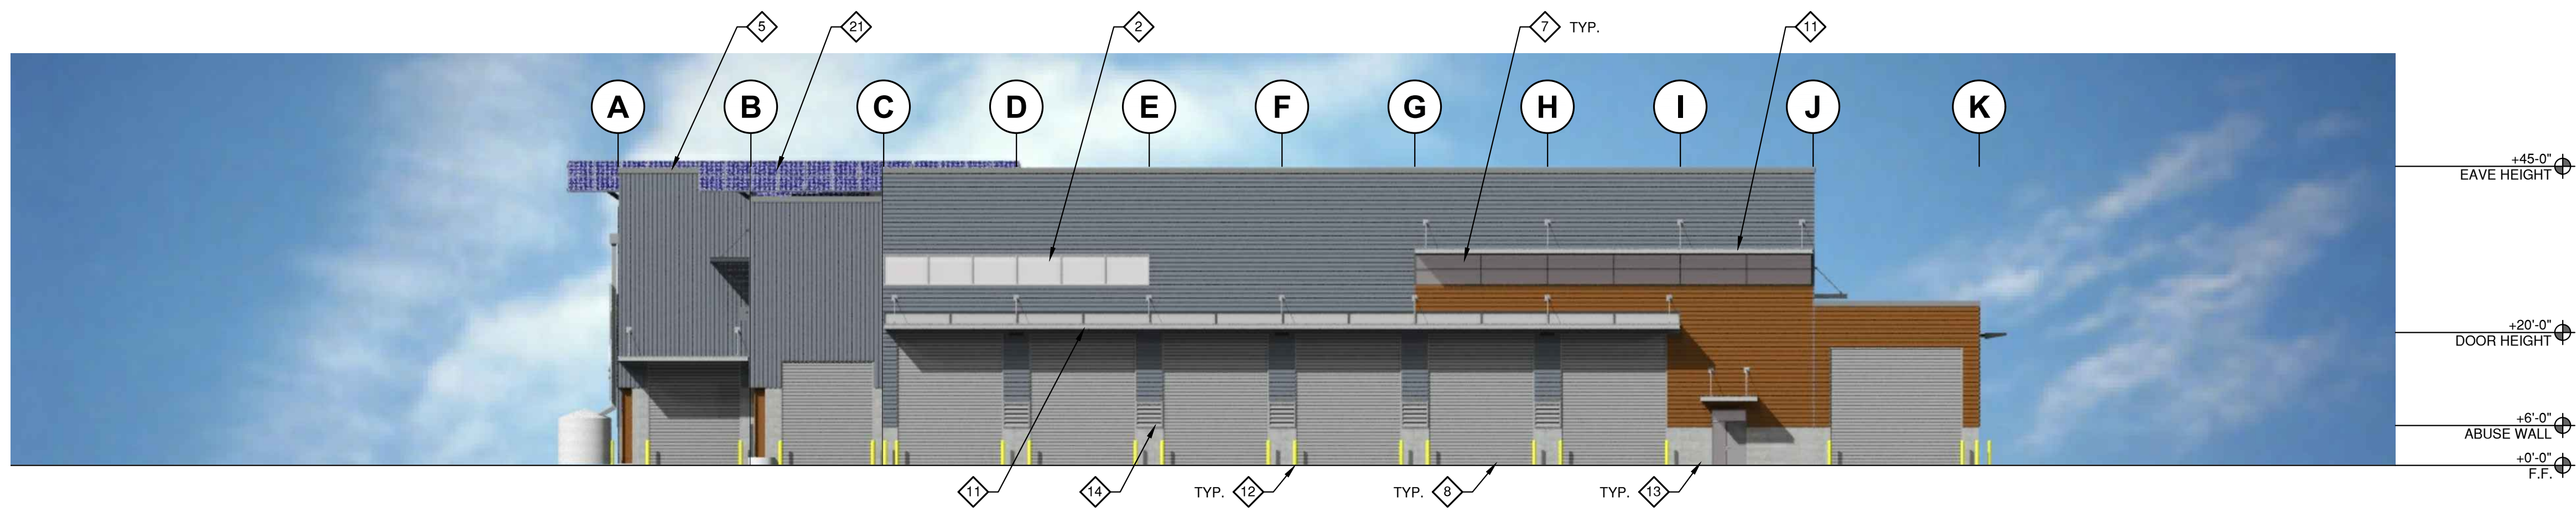 5
21
2
7 TYP.
11
A B C D E F G H I J K
+45-0"
EAVE HEIGHT
+20'-0"
DOOR HEIGHT
+6'-0"
ABUSE WALL
+0'-0"
F.F.
11
14
TYP. 12
TYP. 8
TYP. 13